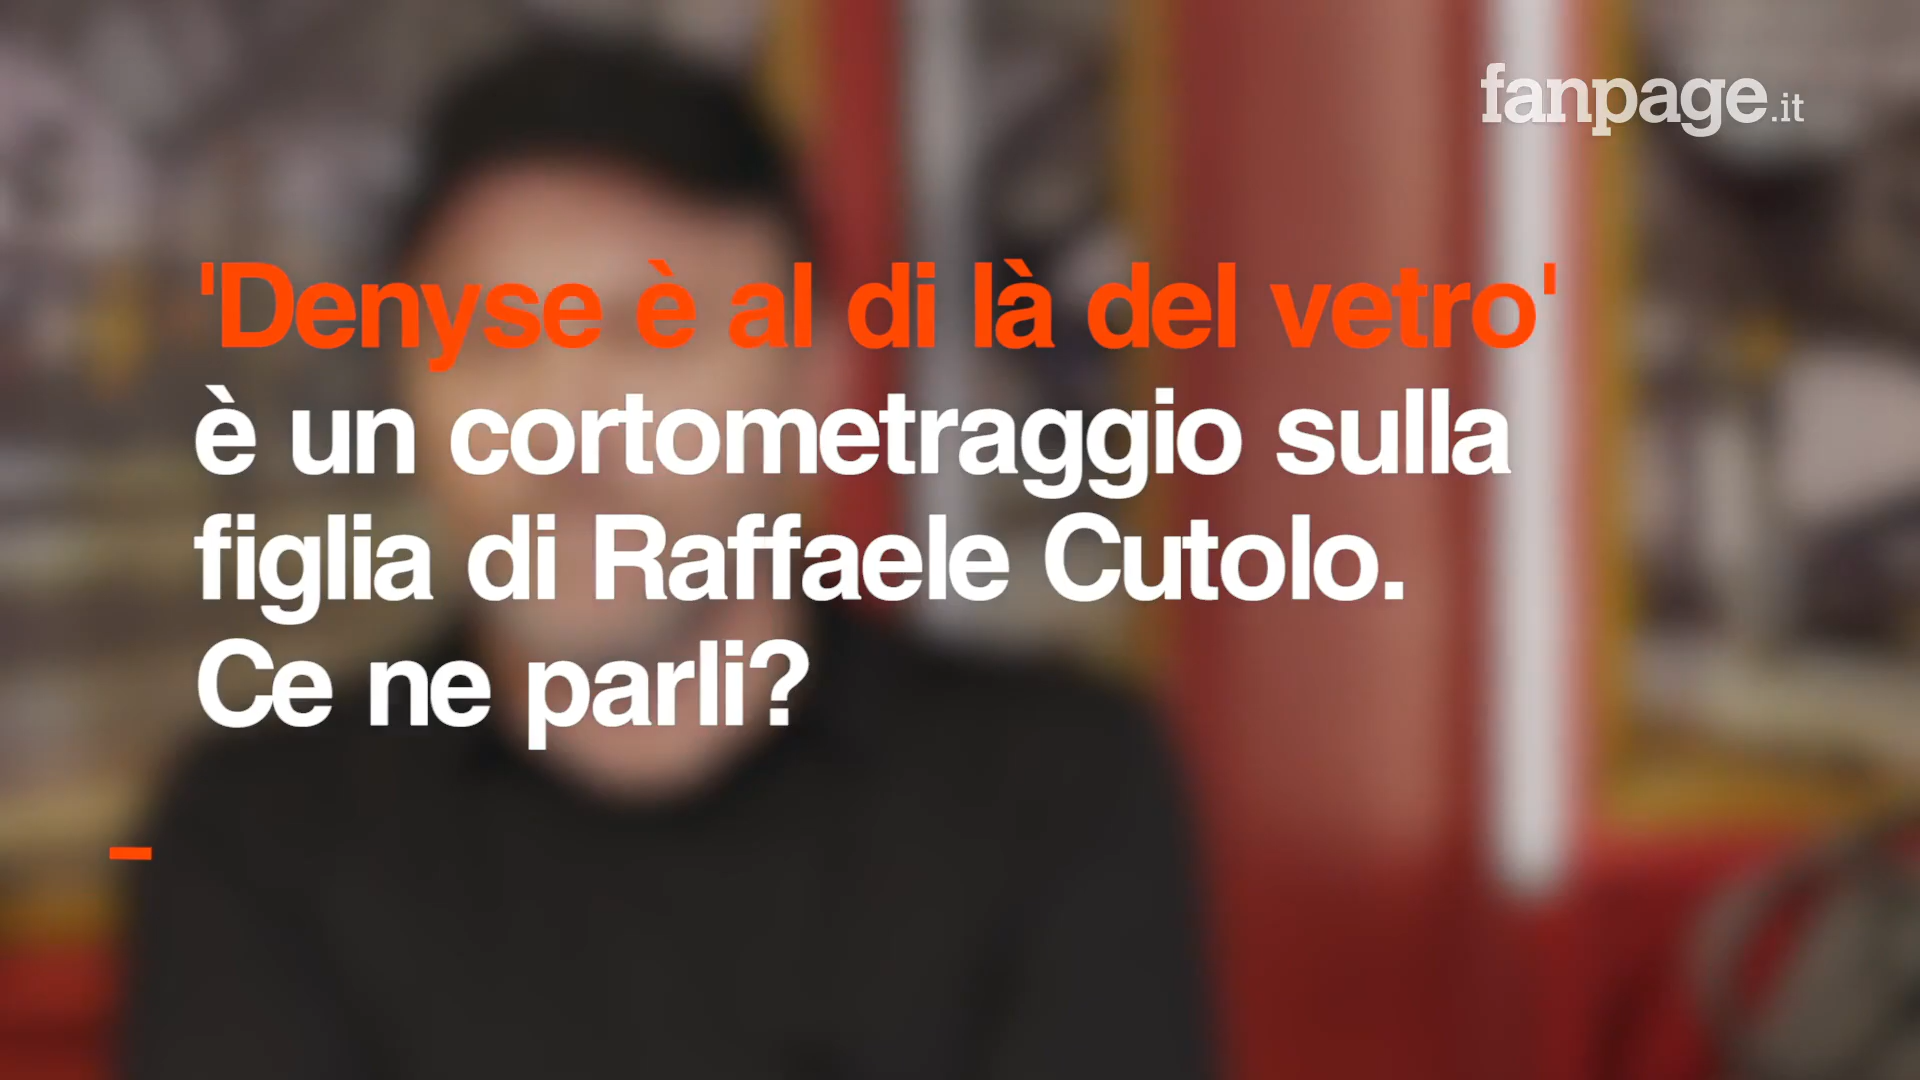 fanpage.it
'Denyse è al di là del vetro'
è un cortometraggio sulla
figlia di Raffaele Cutolo.
Ce ne parli?